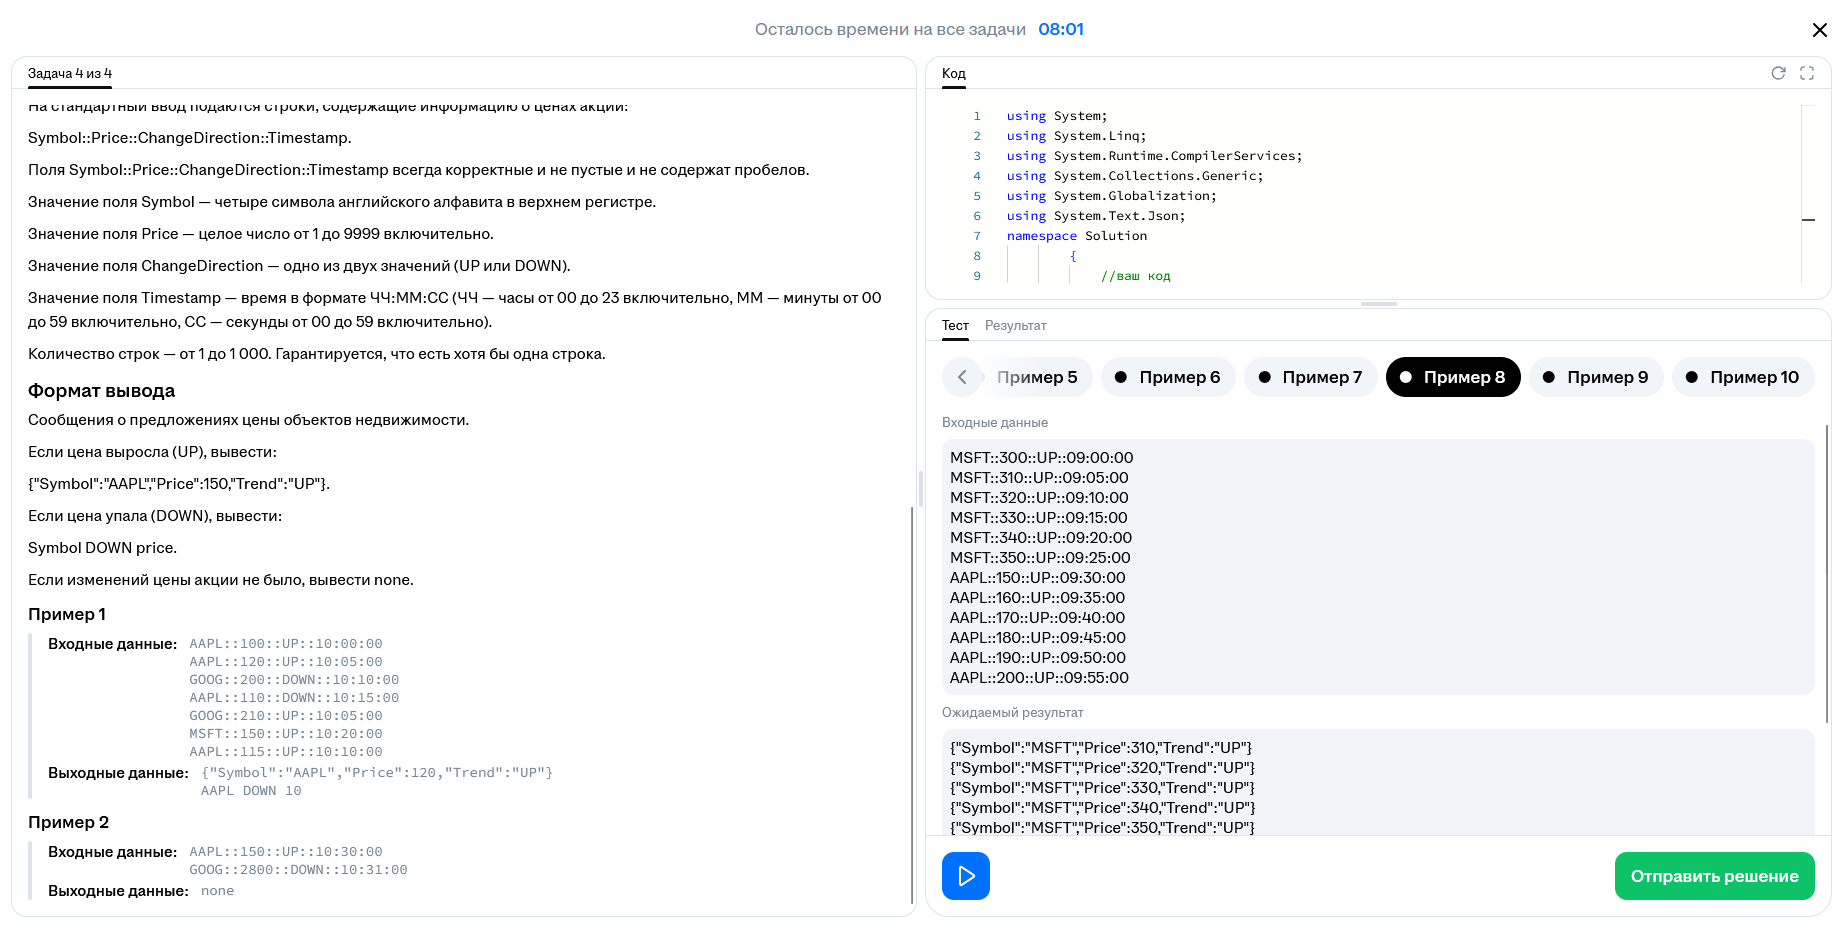 Осталось времени на все задачи 08:01
Задача 4 из 4
На стандартный ввод подаются строки, содержащие информацию о ценах акций:
Symbol::Price::ChangeDirection::Timestamp.
Поля Symbol::Price::ChangeDirection::Timestamp всегда корректные и не пустые и не содержат пробелов.
Значение поля Symbol — четыре символа английского алфавита в верхнем регистре.
Значение поля Price — целое число от 1 до 9999 включительно.
Значение поля ChangeDirection — одно из двух значений (UP или DOWN).
Значение поля Timestamp — время в формате ЧЧ:ММ:СС (ЧЧ — часы от 00 до 23 включительно, ММ — минуты от 00
до 59 включительно, СС — секунды от 00 до 59 включительно).
Количество строк — от 1 до 1 000. Гарантируется, что есть хотя бы одна строка.
Формат вывода
Сообщения о предложениях цены объектов недвижимости.
Если цена выросла (UP), вывести:
{"Symbol":"AAPL","Price":150,"Trend":"UP"}.
Если цена упала (DOWN), вывести:
Symbol DOWN price.
Если изменений цены акции не было, вывести none.
Пример 1
Входные данные: AAPL::100::UP::10:00:00
AAPL::120::UP::10:05:00
GOOG::200::DOWN::10:10:00
AAPL::110::DOWN::10:15:00
GOOG::210::UP::10:05:00
MSFT::150::UP::10:20:00
AAPL::115::UP::10:10:00
Выходные данные: {"Symbol":"AAPL","Price":120,"Trend":"UP"}
AAPL DOWN 10
Пример 2
Входные данные: AAPL::150::UP::10:30:00
GOOG::2800::DOWN::10:31:00
Выходные данные: none
Код
1 using System;
2 using System.Linq;
3 using System.Runtime.CompilerServices;
4 using System.Collections.Generic;
5 using System.Globalization;
6 using System.Text.Json;
7 namespace Solution
8 {
9 //ваш код
Тест Результат
Пример 5 Пример 6 Пример 7 Пример 8 Пример 9 Пример 10
Входные данные
MSFT::300::UP::09:00:00
MSFT::310::UP::09:05:00
MSFT::320::UP::09:10:00
MSFT::330::UP::09:15:00
MSFT::340::UP::09:20:00
MSFT::350::UP::09:25:00
AAPL::150::UP::09:30:00
AAPL::160::UP::09:35:00
AAPL::170::UP::09:40:00
AAPL::180::UP::09:45:00
AAPL::190::UP::09:50:00
AAPL::200::UP::09:55:00
Ожидаемый результат
{"Symbol":"MSFT","Price":310,"Trend":"UP"}
{"Symbol":"MSFT","Price":320,"Trend":"UP"}
{"Symbol":"MSFT","Price":330,"Trend":"UP"}
{"Symbol":"MSFT","Price":340,"Trend":"UP"}
{"Symbol":"MSFT","Price":350,"Trend":"UP"}
Отправить решение